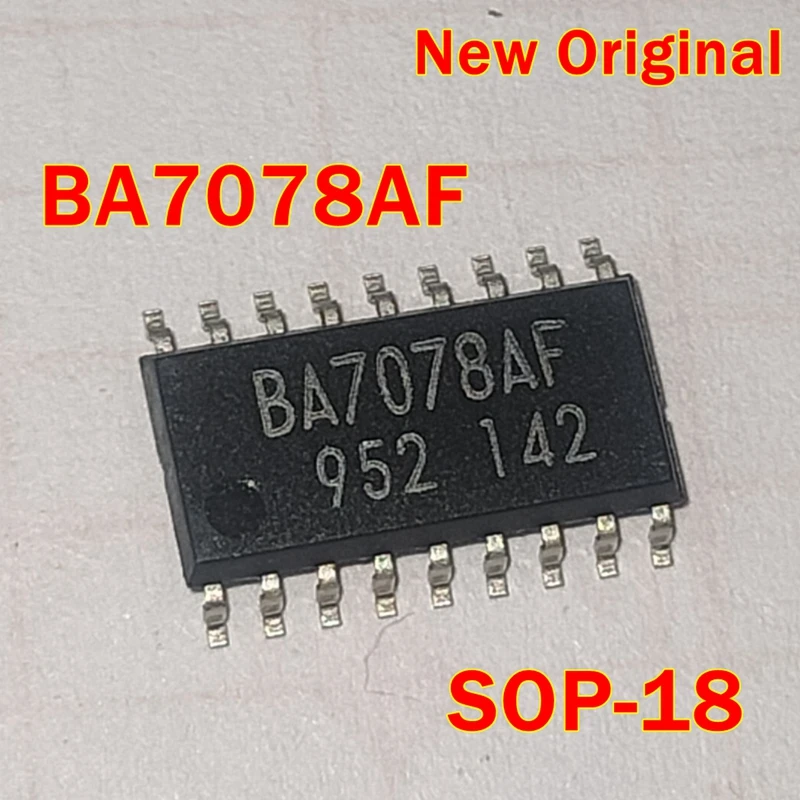 New Original
BA7078AF
BA7078AF
952 142
SOP-18